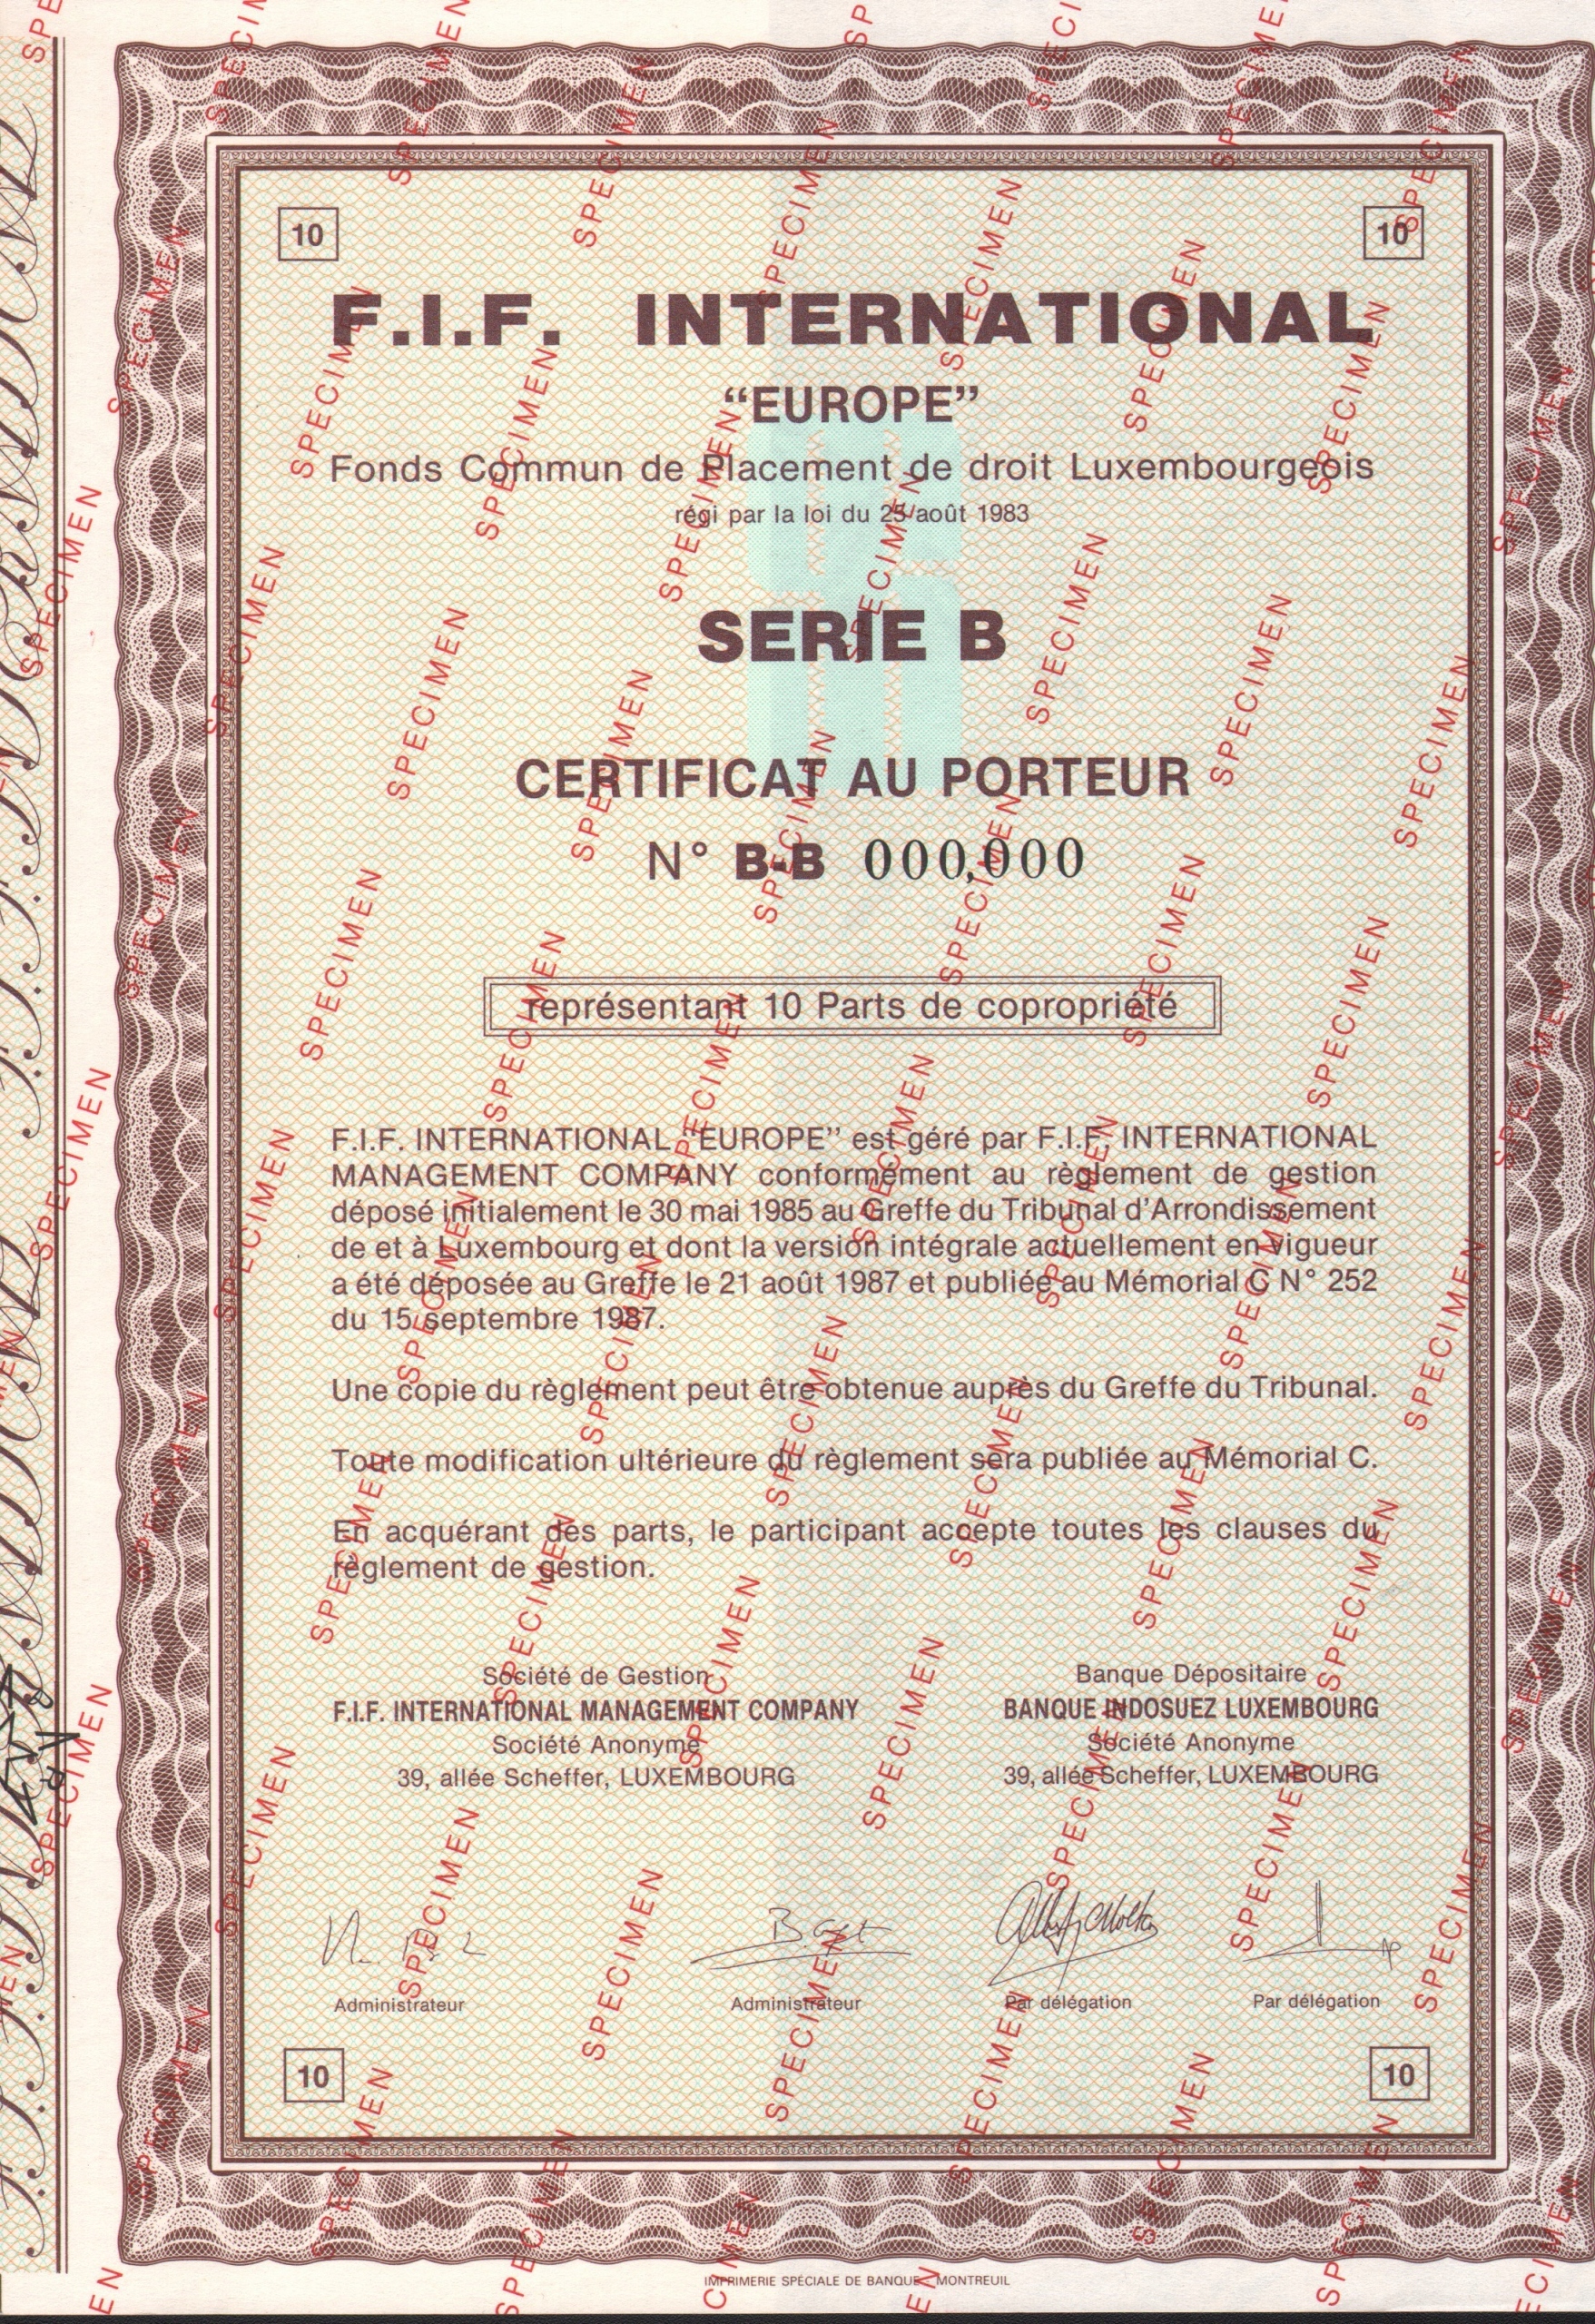 10
10
F.I.F. INTERNATIONAL
“EUROPE”
Fonds Commun de Placement de droit Luxembourgeois
régi par la loi du 25 août 1983
SERIE B
CERTIFICAT AU PORTEUR
N° B-B 000,000
représentant 10 Parts de copropriété
F.I.F. INTERNATIONAL “EUROPE” est géré par F.I.F. INTERNATIONAL
MANAGEMENT COMPANY conformément au règlement de gestion
déposé initialement le 30 mai 1985 au Greffe du Tribunal d'Arrondissement
de et à Luxembourg et dont la version intégrale actuellement en vigueur
a été déposée au Greffe le 21 août 1987 et publiée au Mémorial C N° 252
du 15 septembre 1987.
Une copie du règlement peut être obtenue auprès du Greffe du Tribunal.
Toute modification ultérieure du règlement sera publiée au Mémorial C.
En acquérant des parts, le participant accepte toutes les clauses du
règlement de gestion.
Société de Gestion
F.I.F. INTERNATIONAL MANAGEMENT COMPANY
Société Anonyme
39, allée Scheffer, LUXEMBOURG
Banque Dépositaire
BANQUE INDOSUEZ LUXEMBOURG
Société Anonyme
39, allée Scheffer, LUXEMBOURG
Administrateur
Administrateur
Par délégation
Par délégation
10
10
IMPRIMERIE SPÉCIALE DE BANQUE MONTREUIL
SPECIMEN